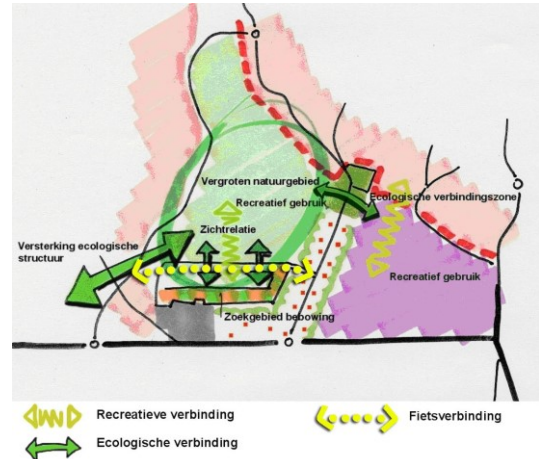 Vergroten natuurgebied
Ecologische verbindingszone
Recreatief gebruik
Zichtrelatie
Versterking ecologische
structuur
Recreatief gebruik
Zoekgebied bebowing
Recreatieve verbinding
Fietsverbinding
Ecologische verbinding